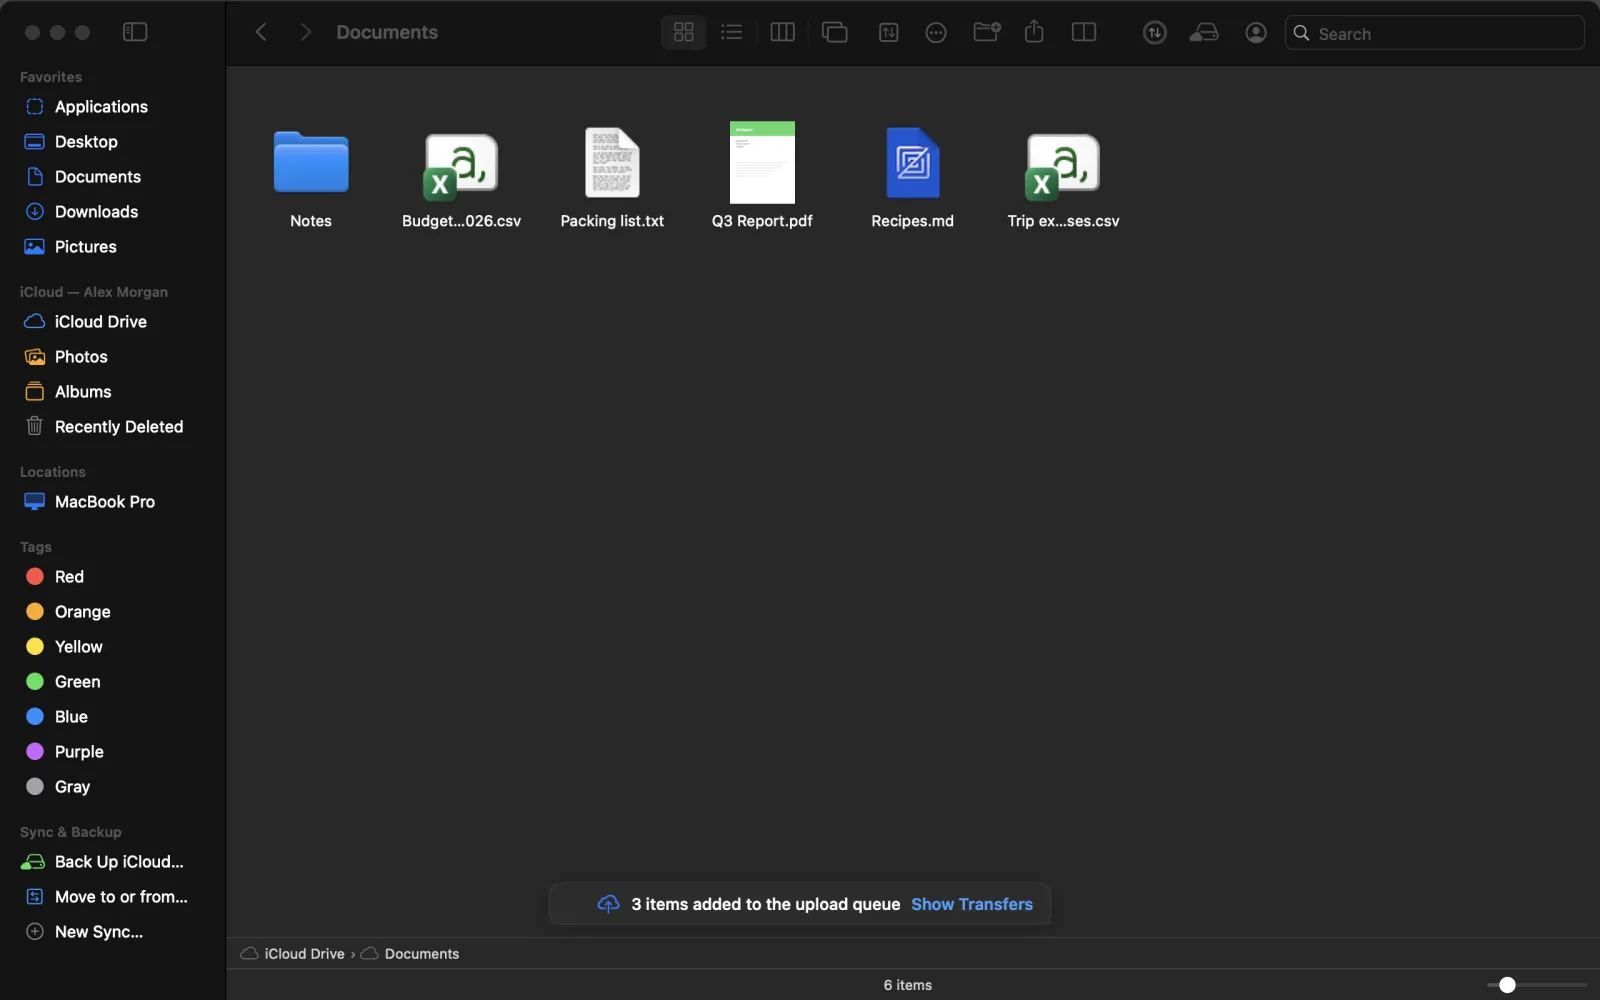 Documents
Search
Favorites
Applications
Desktop
Documents
Downloads
Pictures
iCloud — Alex Morgan
iCloud Drive
Photos
Albums
Recently Deleted
Locations
MacBook Pro
Tags
Red
Orange
Yellow
Green
Blue
Purple
Gray
Sync & Backup
Back Up iCloud...
Move to or from...
New Sync...
a,
X
a,
X
Notes
Budget...026.csv
Packing list.txt
Q3 Report.pdf
Recipes.md
Trip ex...ses.csv
3 items added to the upload queue Show Transfers
iCloud Drive › Documents
6 items